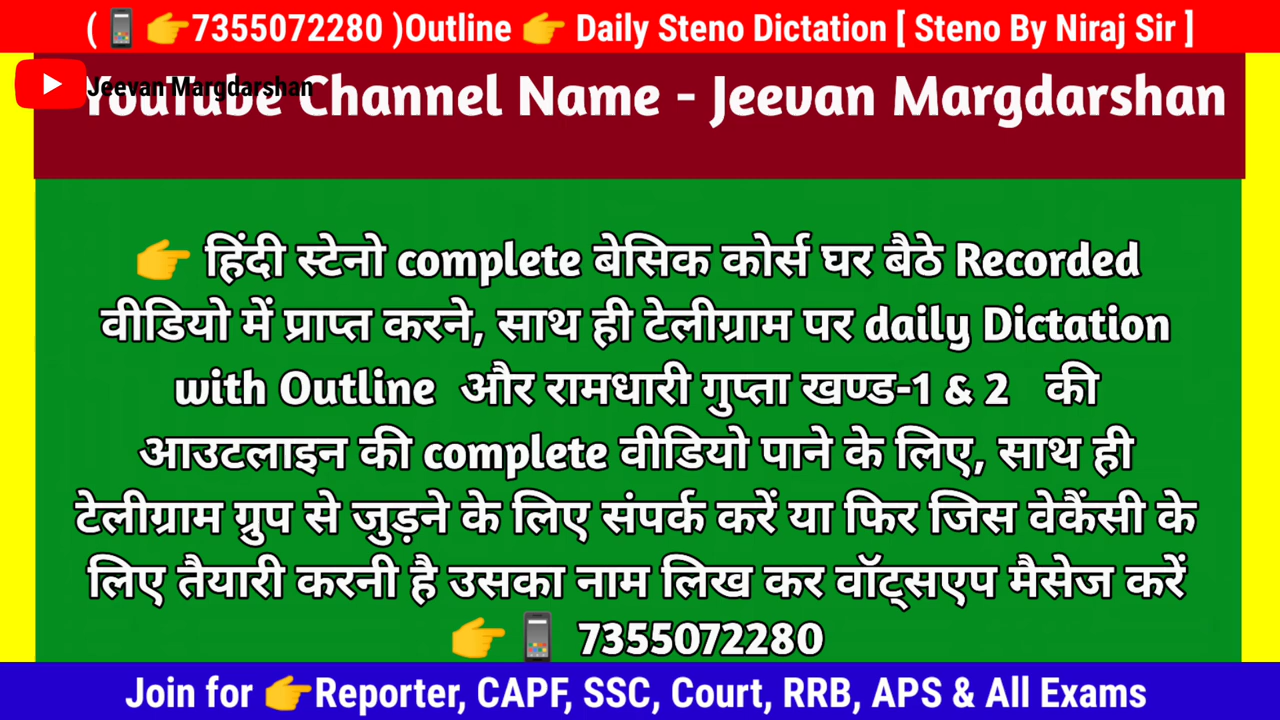 (📱👉7355072280 )Outline 👉 Daily Steno Dictation [ Steno By Niraj Sir ]
Jeevan Margdarshan
YouTube Channel Name - Jeevan Margdarshan
👉 हिंदी स्टेनो complete बेसिक कोर्स घर बैठे Recorded
वीडियो में प्राप्त करने, साथ ही टेलीग्राम पर daily Dictation
with Outline और रामधारी गुप्ता खण्ड-1 & 2 की
आउटलाइन की complete वीडियो पाने के लिए, साथ ही
टेलीग्राम ग्रुप से जुड़ने के लिए संपर्क करें या फिर जिस वेकैंसी के
लिए तैयारी करनी है उसका नाम लिख कर वॉट्सएप मैसेज करें
👉📱 7355072280
Join for 👉Reporter, CAPF, SSC, Court, RRB, APS & All Exams